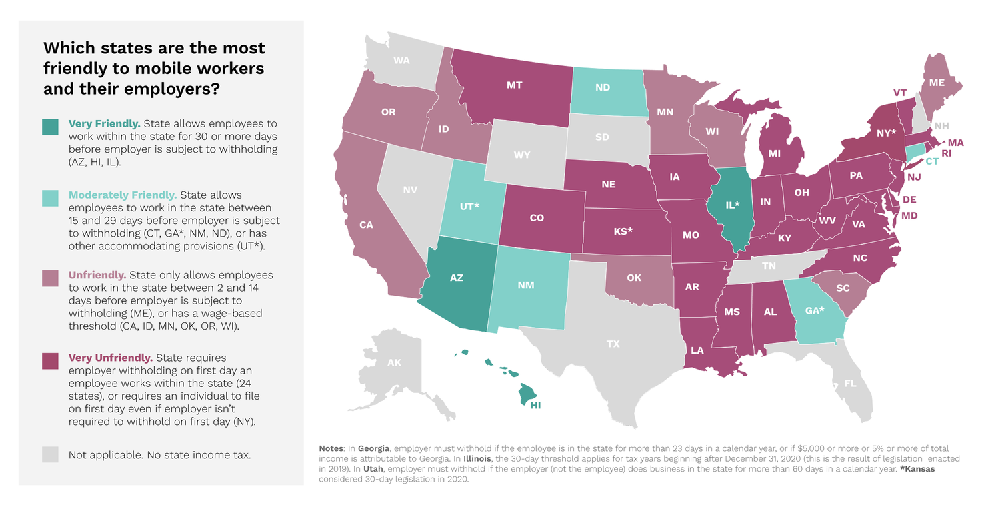 Which states are the most
friendly to mobile workers
and their employers?
Very Friendly. State allows employees to
work within the state for 30 or more days
before employer is subject to withholding
(AZ, HI, IL).
Moderately Friendly. State allows
employees to work in the state between
15 and 29 days before employer is subject
to withholding (CT, GA*, NM, ND), or has
other accommodating provisions (UT*).
Unfriendly. State only allows employees
to work in the state between 2 and 14
days before employer is subject to
withholding (ME), or has a wage-based
threshold (CA, ID, MN, OK, OR, WI).
Very Unfriendly. State requires
employer withholding on first day an
employee works within the state (24
states), or requires an individual to file
on first day even if employer isn't
required to withhold on first day (NY).
Not applicable. No state income tax.
WA
MT
ND
ME
VT
OR
MN
ID
NH
WI
NY*
SD
MA
RI
WY
MI
CT
IA
PA
NJ
NE
NV
OH
IN
DE
UT*
IL*
MD
CO
WV
VA
CA
KS*
MO
KY
NC
TN
AZ
NM
OK
AR
SC
MS
AL
GA*
TX
LA
AK
FL
HI
Notes: In Georgia, employer must withhold if the employee is in the state for more than 23 days in a calendar year, or if $5,000 or more or 5% or more of total
income is attributable to Georgia. In Illinois, the 30-day threshold applies for tax years beginning after December 31, 2020 (this is the result of legislation enacted
in 2019). In Utah, employer must withhold if the employer (not the employee) does business in the state for more than 60 days in a calendar year. *Kansas
considered 30-day legislation in 2020.